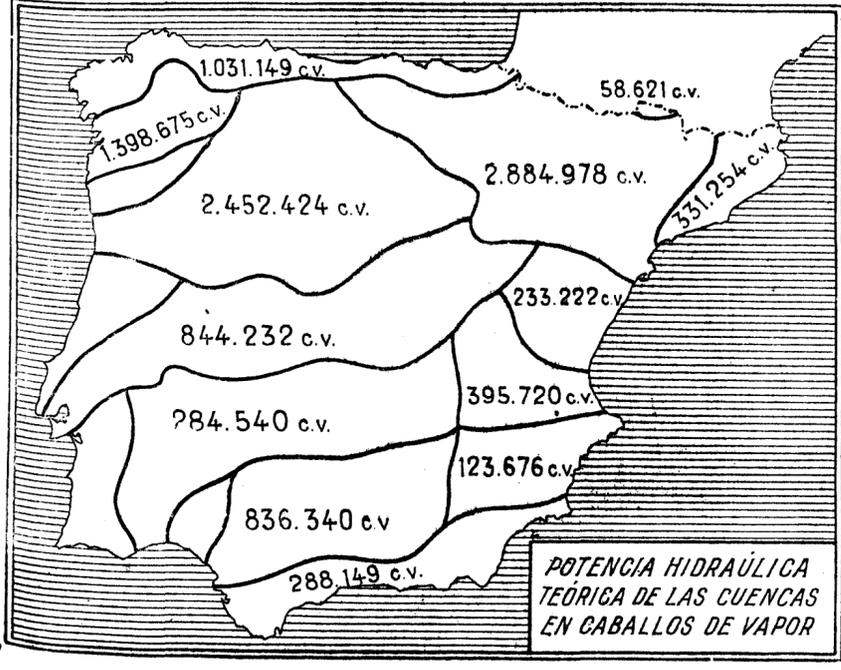 1.031.149 c.v.
58.621 c.v.
1.398.675 c.v.
2.884.978 c.v.
331.254 c.v.
2.452.424 c.v.
233.222 c.v.
844.232 c.v.
395.720 c.v.
284.540 c.v.
123.676 c.v.
836.340 c.v
288.149 c.v.
POTENCIA HIDRAÚLICA
TEÓRICA DE LAS CUENCAS
EN CABALLOS DE VAPOR